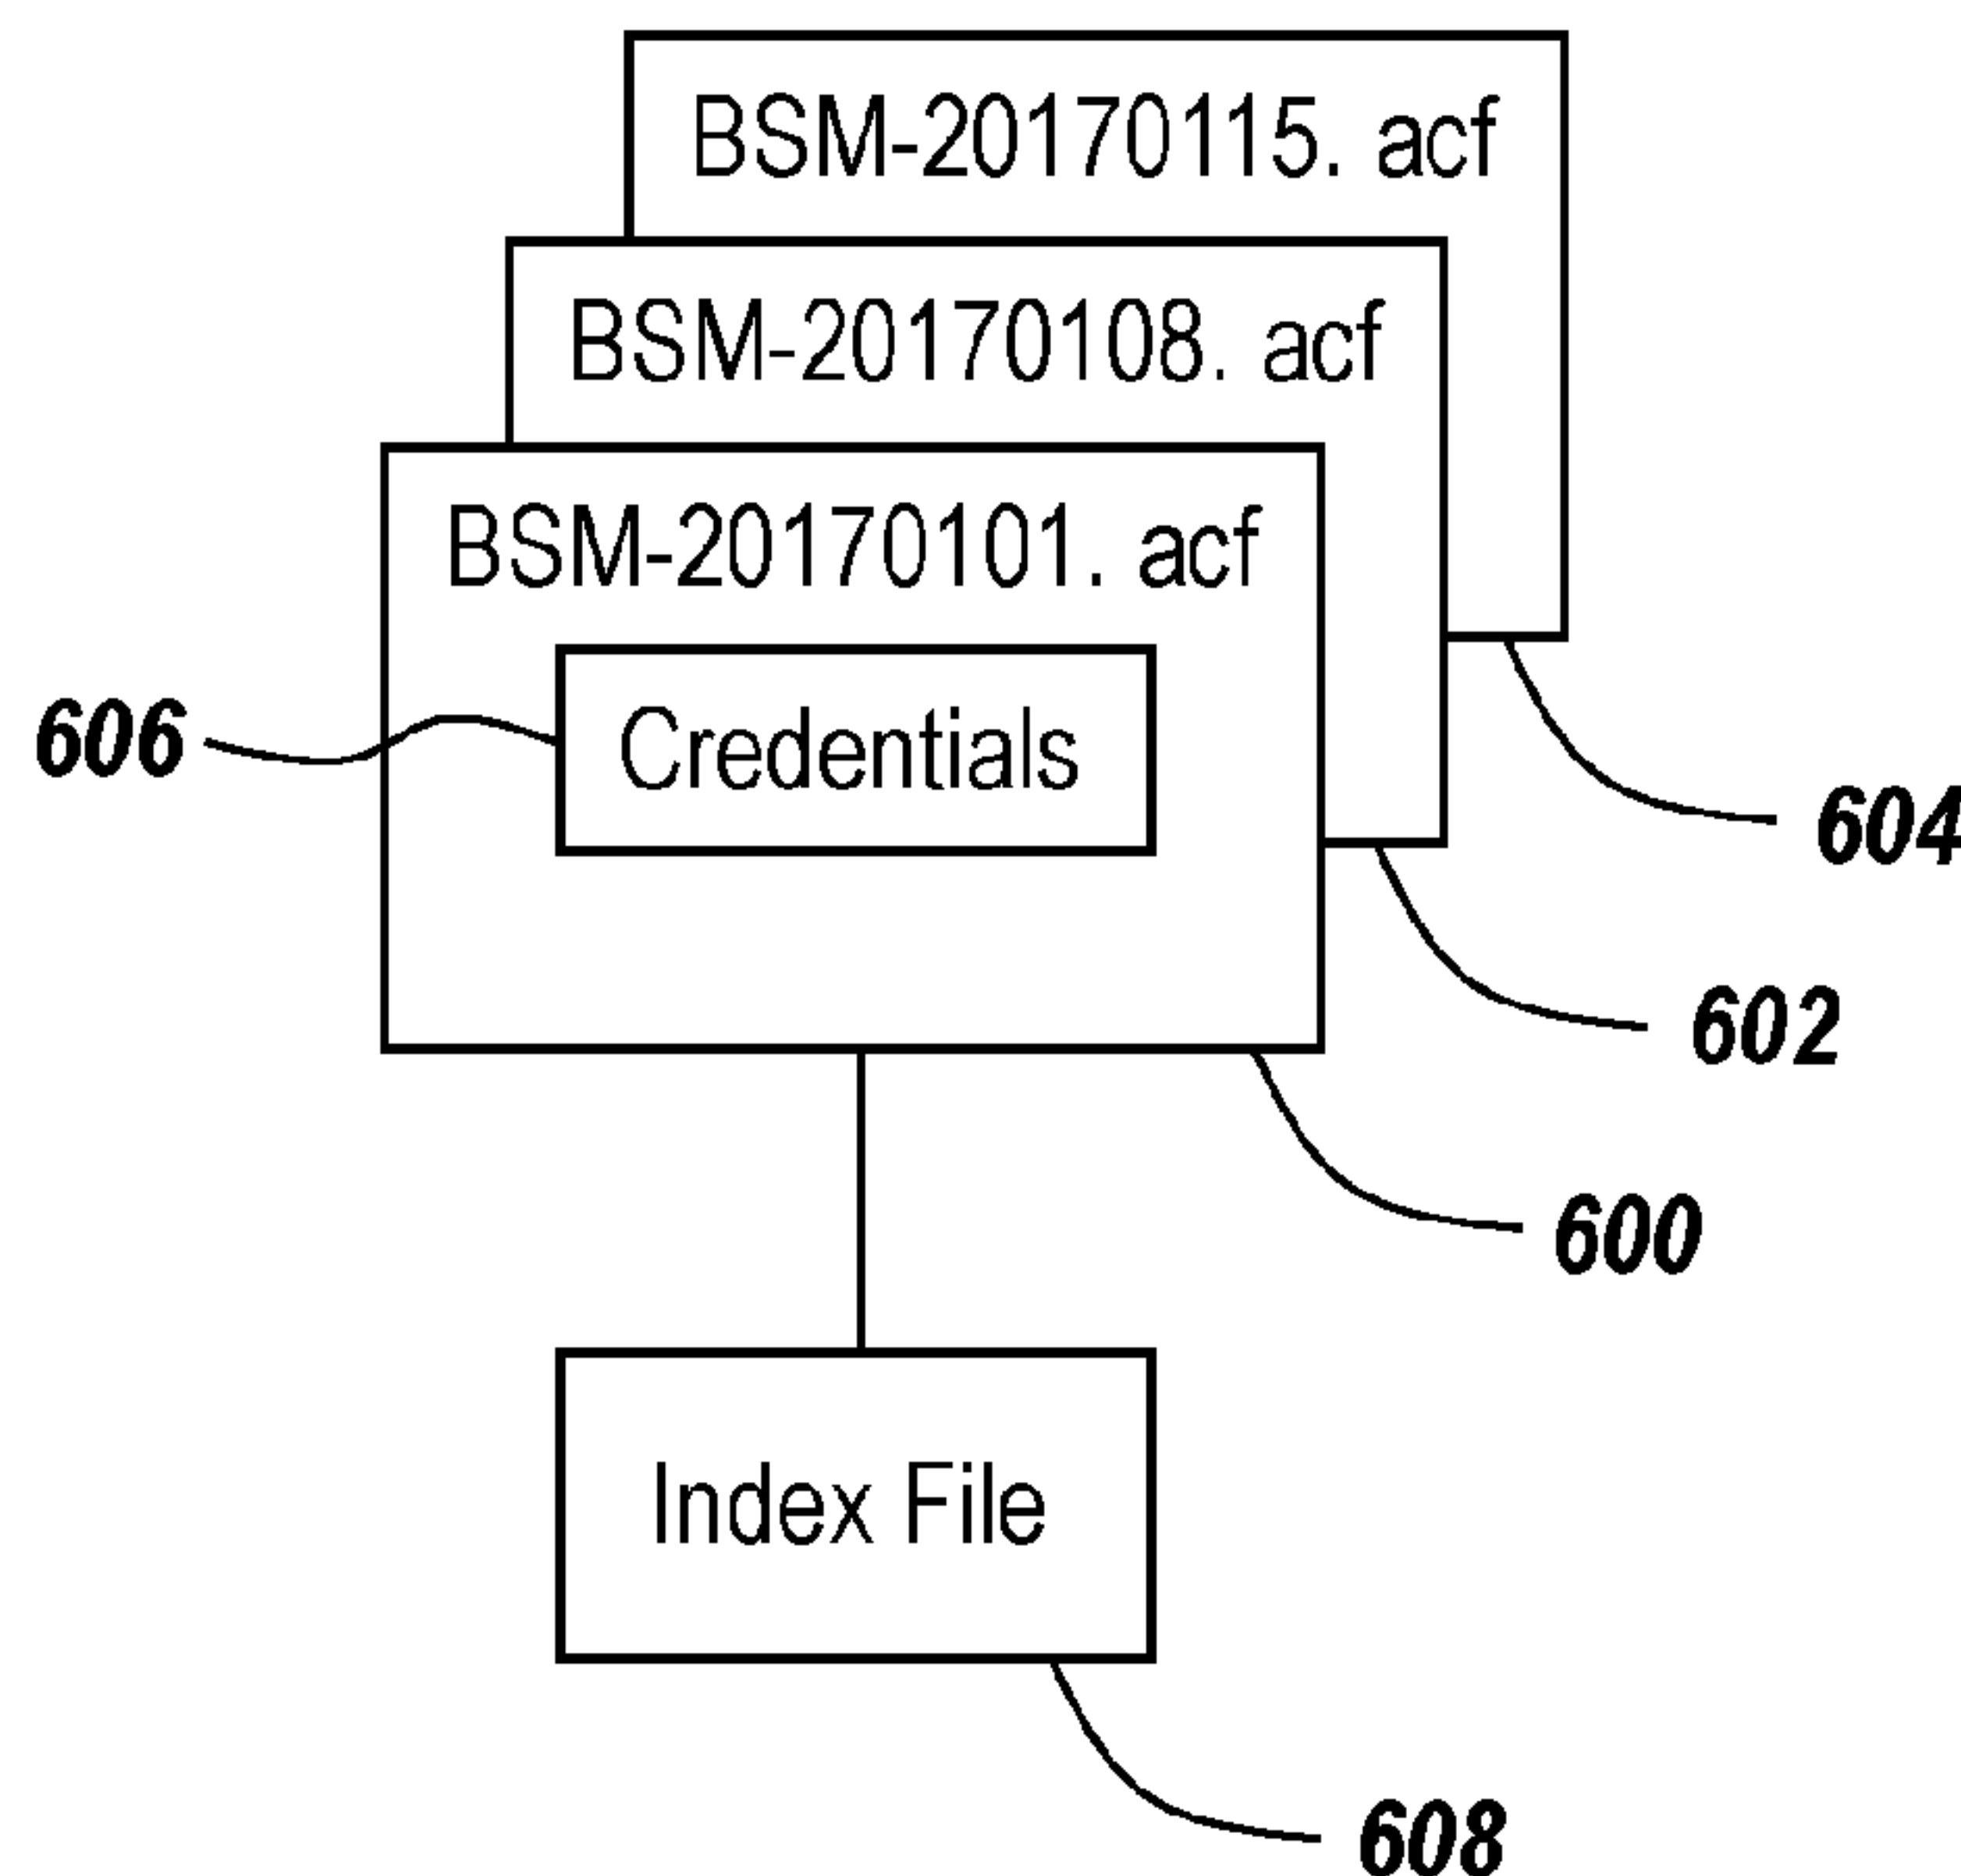 BSM-20170115. acf
BSM-20170108. acf
BSM-20170101. acf
606 Credentials
604
602
600
Index File
608